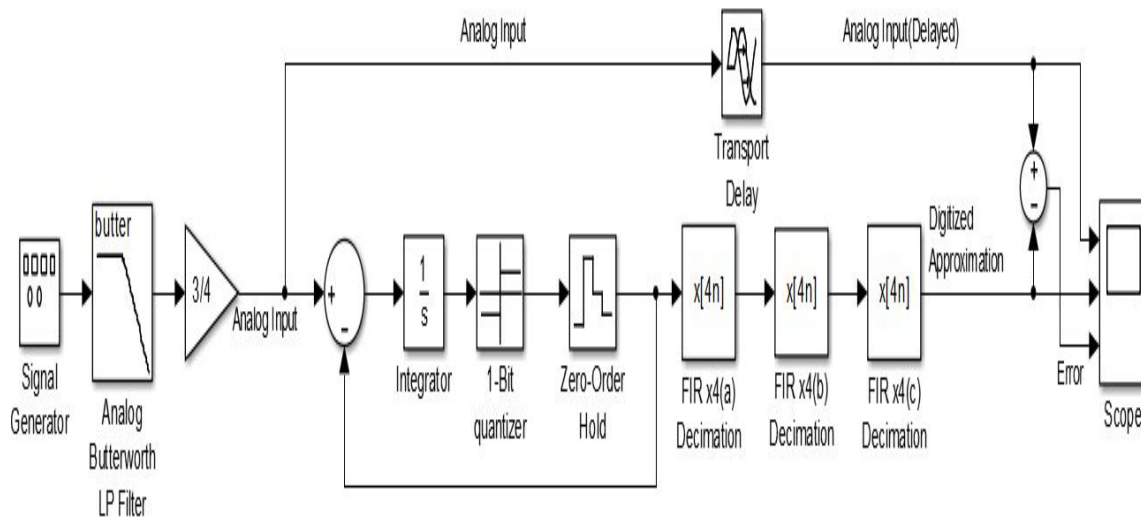 Analog Input
Analog Input(Delayed)
Transport
Delay
butter
3/4
Analog Input
+
-
1
s
x[4n]
x[4n]
x[4n]
Digitized
Approximation
+
-
Error
Signal
Generator
Analog
Butterworth
LP Filter
Integrator
1-Bit
quantizer
Zero-Order
Hold
FIR x4(a)
Decimation
FIR x4(b)
Decimation
FIR x4(c)
Decimation
Scope